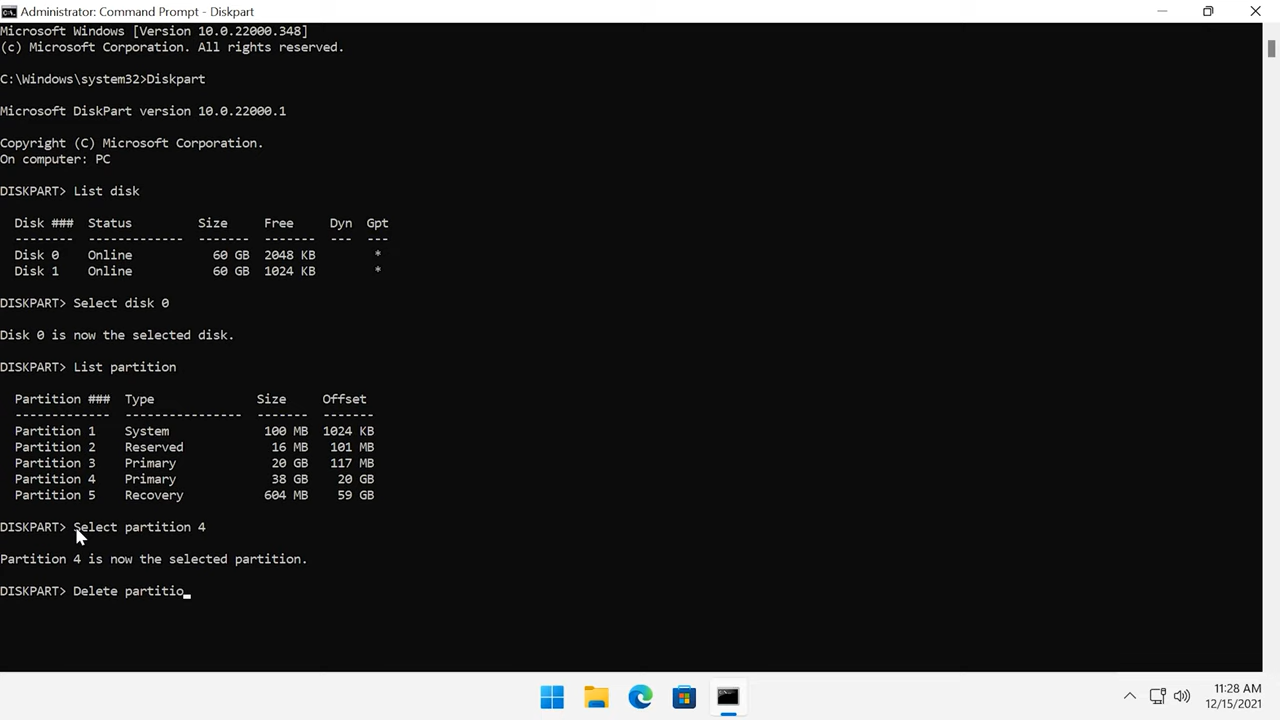 Administrator: Command Prompt - Diskpart
Microsoft Windows [Version 10.0.22000.348]
(c) Microsoft Corporation. All rights reserved.
C:\Windows\system32>Diskpart
Microsoft DiskPart version 10.0.22000.1
Copyright (C) Microsoft Corporation.
On computer: PC
DISKPART> List disk
  Disk ###  Status         Size     Free     Dyn  Gpt
  --------  -------------  -------  -------  ---  ---
  Disk 0    Online           60 GB  2048 KB        *
  Disk 1    Online           60 GB  1024 KB        *
DISKPART> Select disk 0
Disk 0 is now the selected disk.
DISKPART> List partition
  Partition ###  Type              Size     Offset
  -------------  ----------------  -------  -------
  Partition 1    System             100 MB  1024 KB
  Partition 2    Reserved            16 MB   101 MB
  Partition 3    Primary             20 GB   117 MB
  Partition 4    Primary             38 GB    20 GB
  Partition 5    Recovery           604 MB    59 GB
DISKPART> Select partition 4
Partition 4 is now the selected partition.
DISKPART> Delete partitio
11:28 AM
12/15/2021